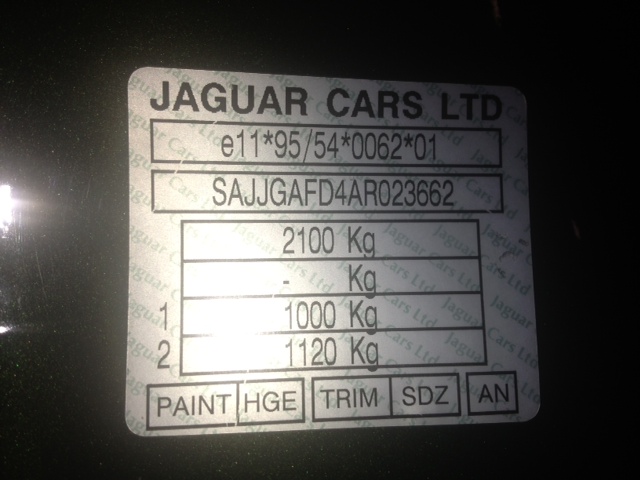 JAGUAR CARS LTD
e11*95/54*0062*01
SAJJGAFD4AR023662
2100 Kg
- Kg
1 1000 Kg
2 1120 Kg
PAINT HGE TRIM SDZ AN